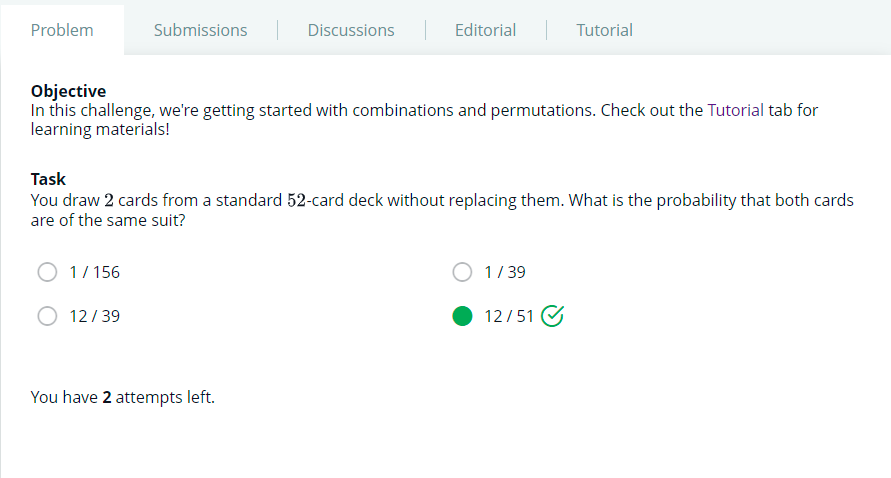 Problem
Submissions
Discussions
Editorial
Tutorial
Objective
In this challenge, we're getting started with combinations and permutations. Check out the Tutorial tab for
learning materials!
Task
You draw 2 cards from a standard 52-card deck without replacing them. What is the probability that both cards
are of the same suit?
1 / 156
1 / 39
12 / 39
12 / 51
You have 2 attempts left.